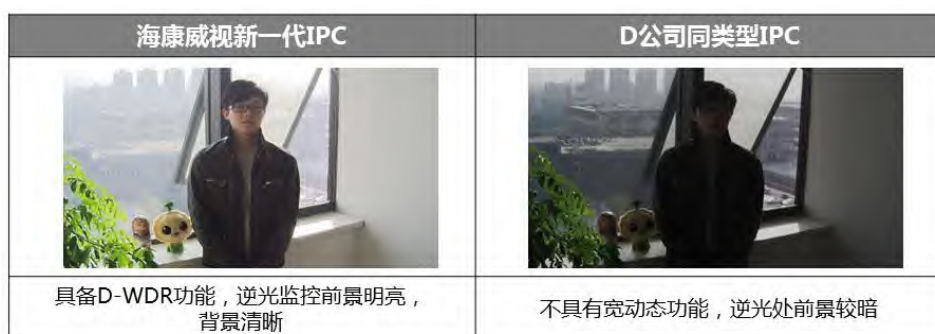 海康威视新一代IPC
D公司同类型IPC
具备D-WDR功能，逆光监控前景明亮，
背景清晰
不具有宽动态功能，逆光处前景较暗